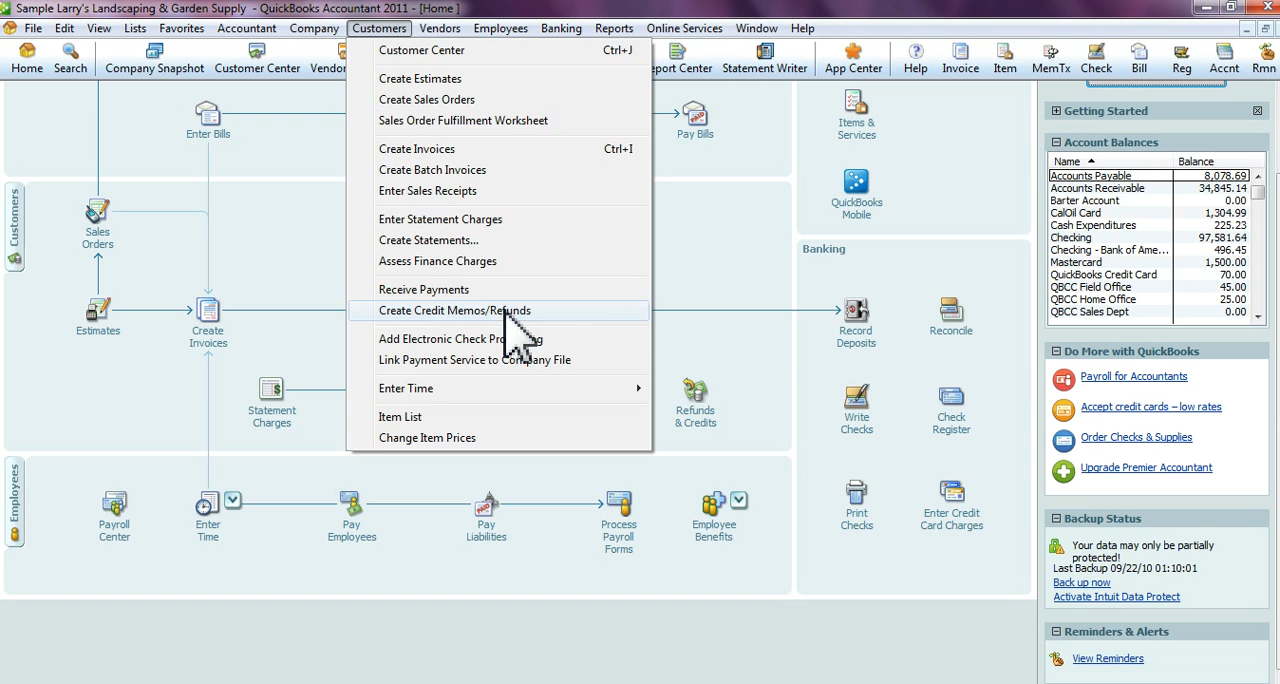 Sample Larry's Landscaping & Garden Supply - QuickBooks Accountant 2011 - [Home ]
File Edit View Lists Favorites Accountant Company Customers Vendors Employees Banking Reports Online Services Window Help
Home Search Company Snapshot Customer Center Vendor port Center Statement Writer App Center Help Invoice Item MemTx Check Bill Reg Accnt Rmn
Customer Center Ctrl+J
Create Estimates
Create Sales Orders
Sales Order Fulfillment Worksheet
Create Invoices Ctrl+I
Create Batch Invoices
Enter Sales Receipts
Enter Statement Charges
Create Statements...
Assess Finance Charges
Receive Payments
Create Credit Memos/Refunds
Add Electronic Check
Link Payment Service to Company File
Enter Time
Item List
Change Item Prices
Enter Bills
Pay Bills
Customers
Sales
Orders
Estimates
Create
Invoices
Statement
Charges
Refunds
& Credits
Employees
Payroll
Center
Enter
Time
Pay
Employees
Pay
Liabilities
Process
Payroll
Forms
Employee
Benefits
Items &
Services
QuickBooks
Mobile
Banking
Record
Deposits
Reconcile
Write
Checks
Check
Register
Print
Checks
Enter Credit
Card Charges
Getting Started
Account Balances
Name Balance
Accounts Payable 8,078.69
Accounts Receivable 34,845.14
Barter Account 0.00
CalOil Card 1,304.99
Cash Expenditures 225.23
Checking 97,581.64
Checking - Bank of Ame... 496.45
Mastercard 1,500.00
QuickBooks Credit Card 70.00
QBCC Field Office 45.00
QBCC Home Office 25.00
QBCC Sales Dept 0.00
Do More with QuickBooks
Payroll for Accountants
Accept credit cards – low rates
Order Checks & Supplies
Upgrade Premier Accountant
Backup Status
Your data may only be partially
protected!
Last Backup 09/22/10 01:10:01
Back up now
Activate Intuit Data Protect
Reminders & Alerts
View Reminders